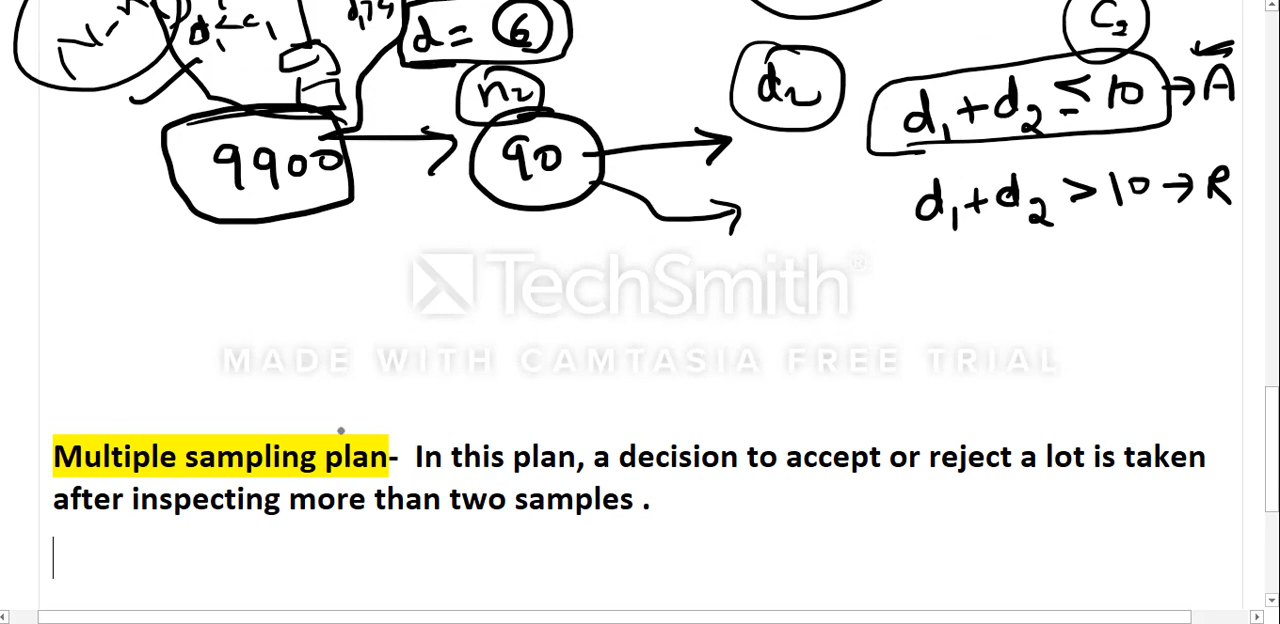 d = 6
C2
n2
d2
d1+d2 ≤ 10 → A
9900
90
d1+d2 > 10 → R
TechSmith®
MADE WITH CAMTASIA FREE TRIAL
Multiple sampling plan- In this plan, a decision to accept or reject a lot is taken
after inspecting more than two samples .